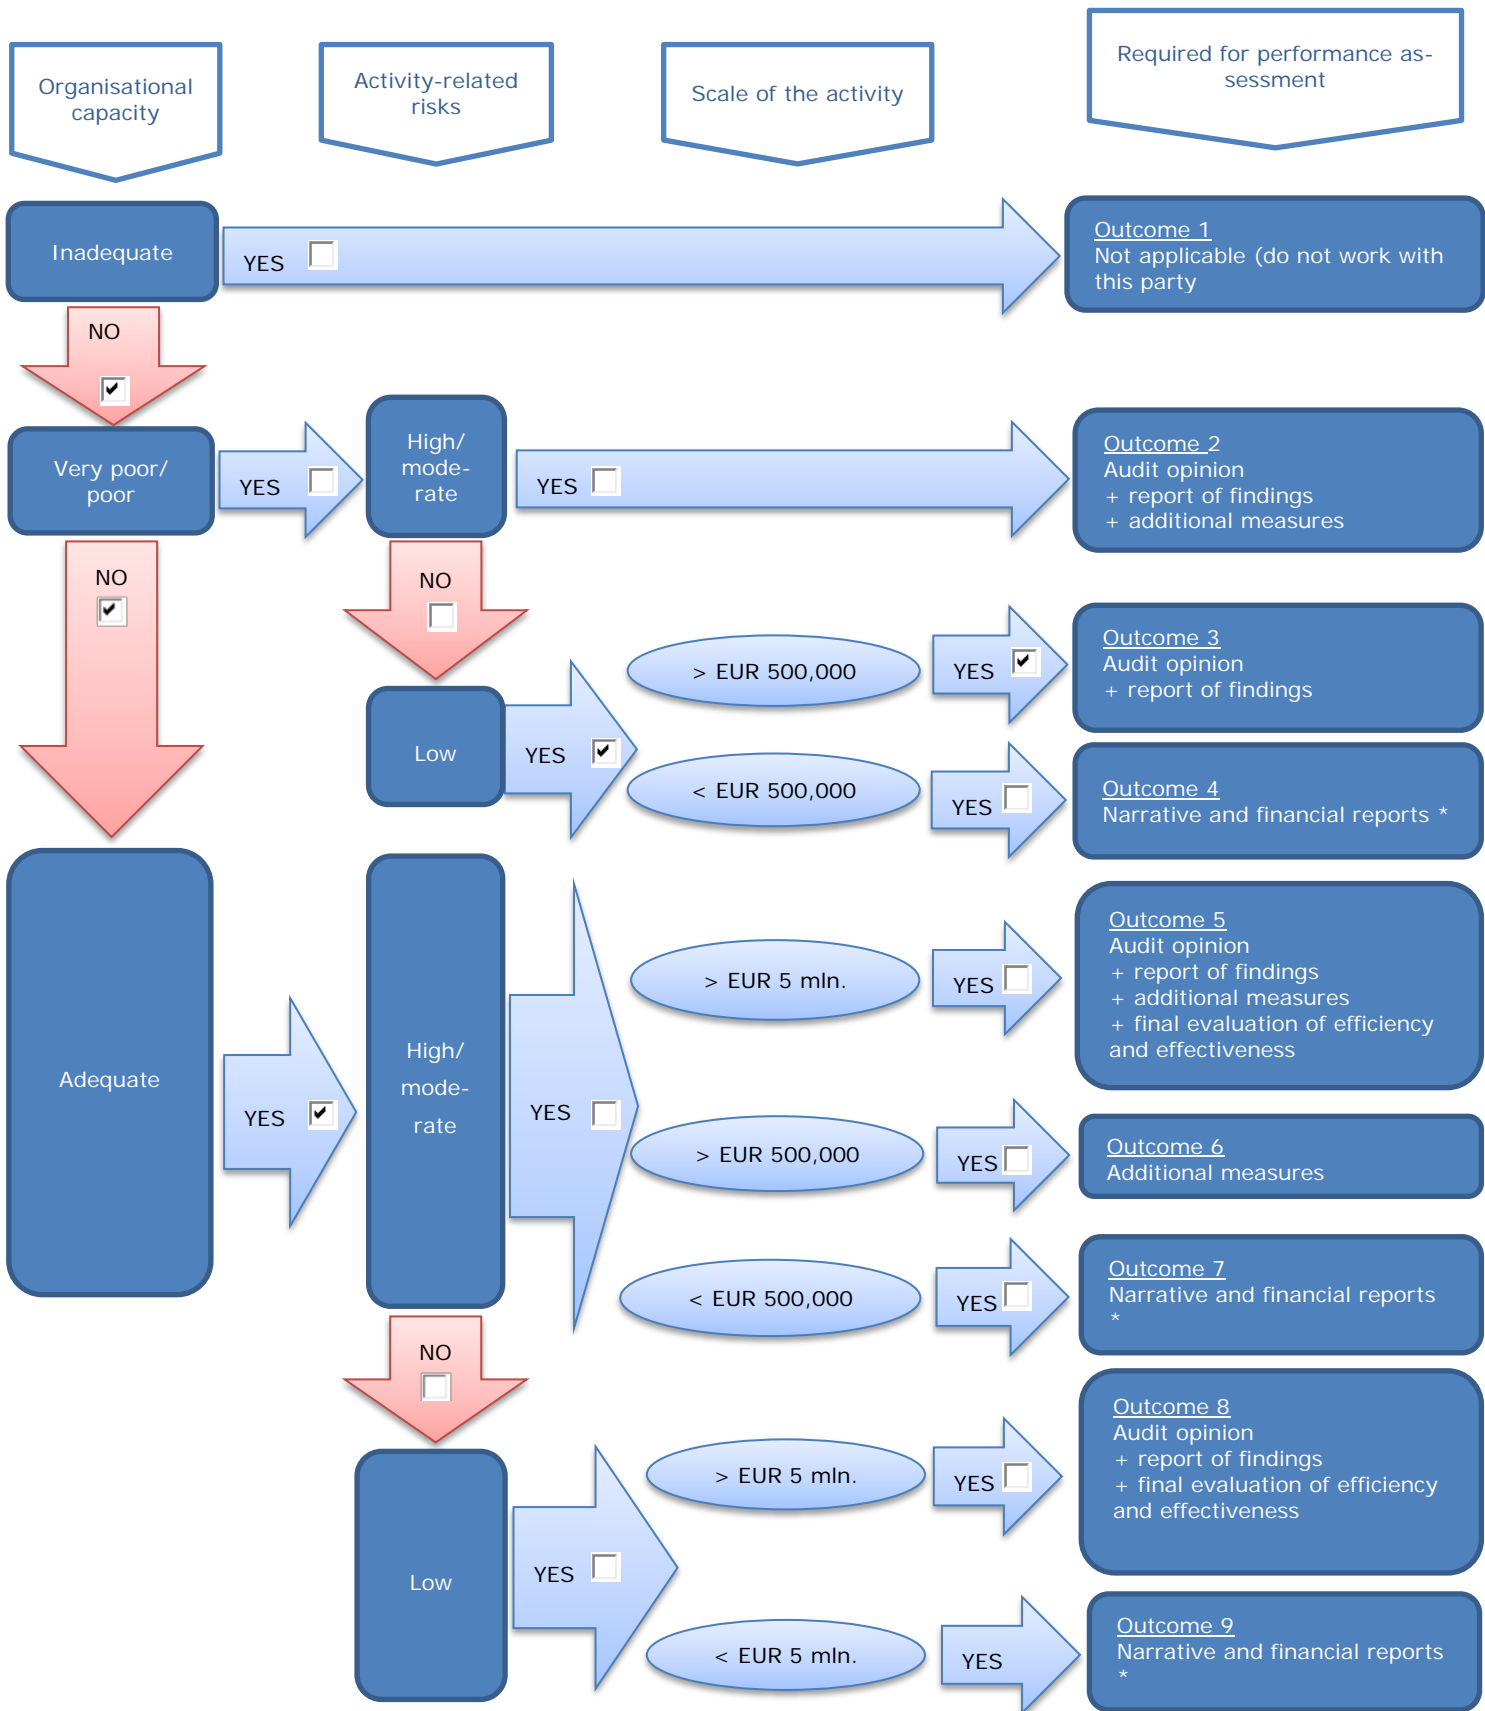 Organisational
capacity
Activity-related
risks
Scale of the activity
Required for performance as-
sessment
Inadequate
YES
Outcome 1
Not applicable (do not work with
this party
NO
Very poor/
poor
YES
High/
mode-
rate
YES
Outcome 2
Audit opinion
+ report of findings
+ additional measures
NO
NO
> EUR 500,000
YES
Outcome 3
Audit opinion
+ report of findings
Low
YES
< EUR 500,000
YES
Outcome 4
Narrative and financial reports *
Adequate
YES
High/
mode-
rate
YES
> EUR 5 mln.
YES
Outcome 5
Audit opinion
+ report of findings
+ additional measures
+ final evaluation of efficiency
and effectiveness
> EUR 500,000
YES
Outcome 6
Additional measures
< EUR 500,000
YES
Outcome 7
Narrative and financial reports
*
NO
Low
YES
> EUR 5 mln.
YES
Outcome 8
Audit opinion
+ report of findings
+ final evaluation of efficiency
and effectiveness
< EUR 5 mln.
YES
Outcome 9
Narrative and financial reports
*